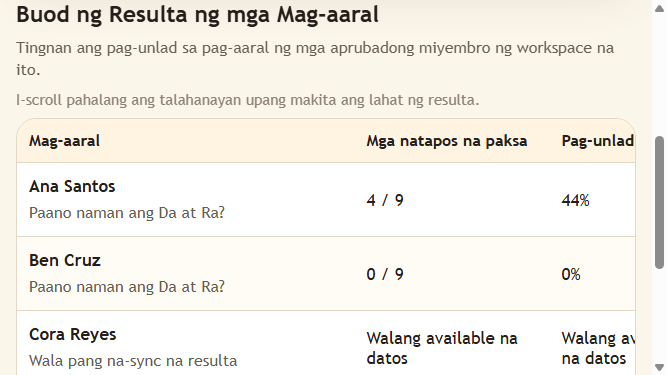 Buod ng Resulta ng mga Mag-aaral
Tingnan ang pag-unlad sa pag-aaral ng mga aprubadong miyembro ng workspace na
ito.
I-scroll pahalang ang talahanayan upang makita ang lahat ng resulta.
Mag-aaral Mga natapos na paksa Pag-unlad
Ana Santos
Paano naman ang Da at Ra?
4 / 9
44%
Ben Cruz
Paano naman ang Da at Ra?
0 / 9
0%
Cora Reyes
Wala pang na-sync na resulta
Walang available na
datos
Walang
na datos